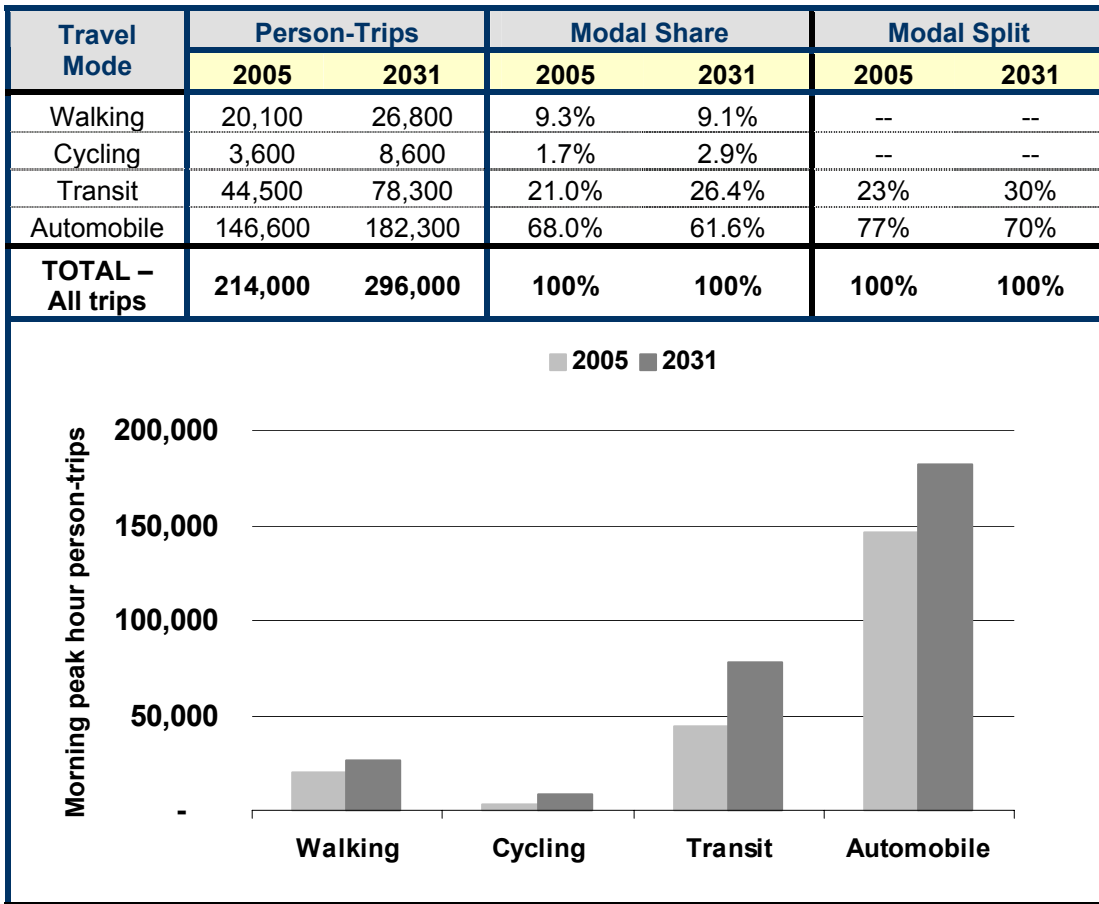 Travel Mode Person-Trips Modal Share Modal Split
2005 2031 2005 2031 2005 2031
Walking 20,100 26,800 9.3% 9.1% -- --
Cycling 3,600 8,600 1.7% 2.9% -- --
Transit 44,500 78,300 21.0% 26.4% 23% 30%
Automobile 146,600 182,300 68.0% 61.6% 77% 70%
TOTAL – All trips 214,000 296,000 100% 100% 100% 100%
2005 2031
Morning peak hour person-trips
200,000
150,000
100,000
50,000
-
Walking Cycling Transit Automobile